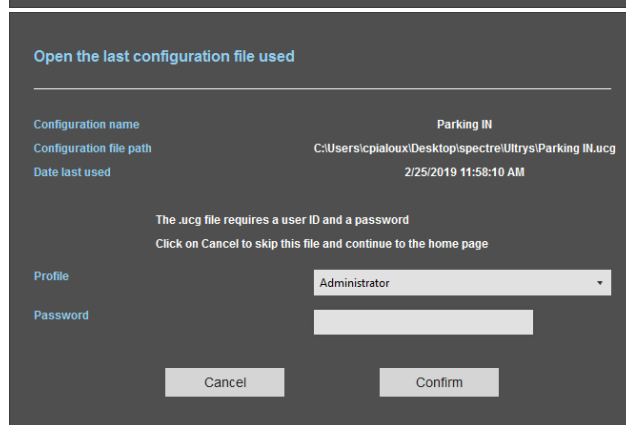 Open the last configuration file used
Configuration name Parking IN
Configuration file path C:\Users\cpialoux\Desktop\spectre\Ultrys\Parking IN.ucg
Date last used 2/25/2019 11:58:10 AM
The .ucg file requires a user ID and a password
Click on Cancel to skip this file and continue to the home page
Profile Administrator
Password
Cancel Confirm